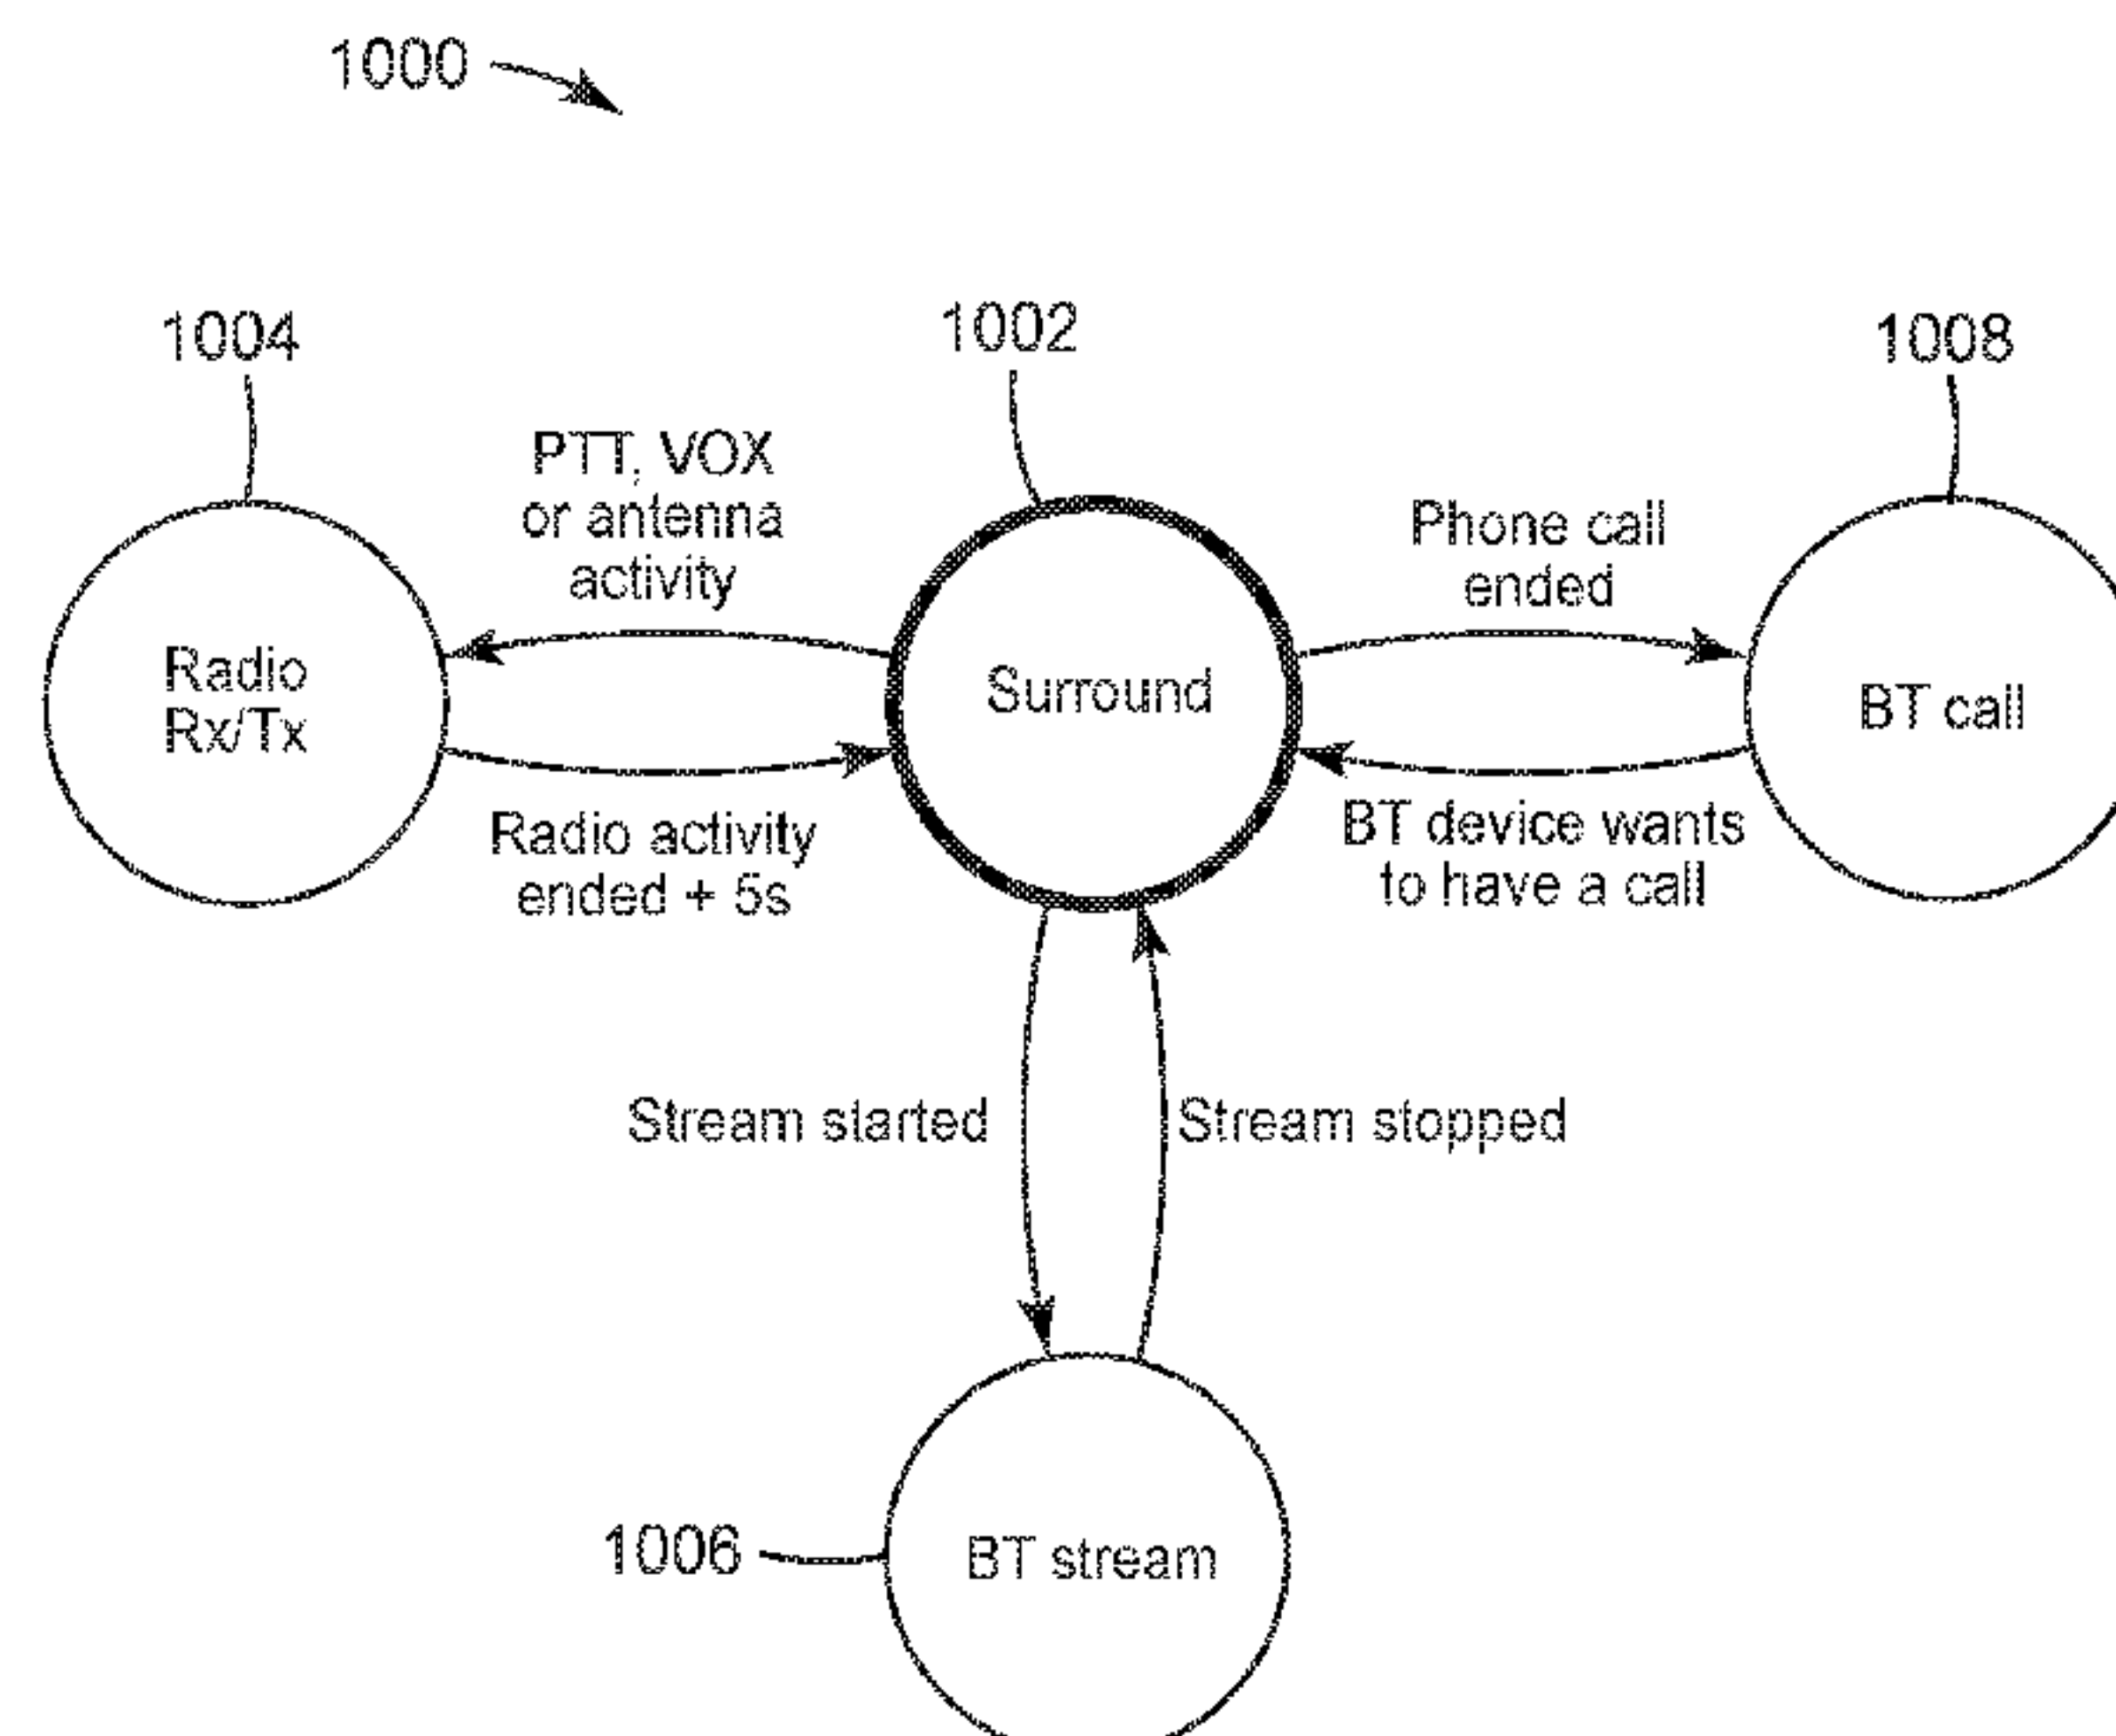 1000
1004
1002
1008
PTT, VOX
or antenna
activity
Phone call
ended
Radio
Rx/Tx
Surround
BT call
Radio activity
ended + 5s
BT device wants
to have a call
Stream started
Stream stopped
1006
BT stream